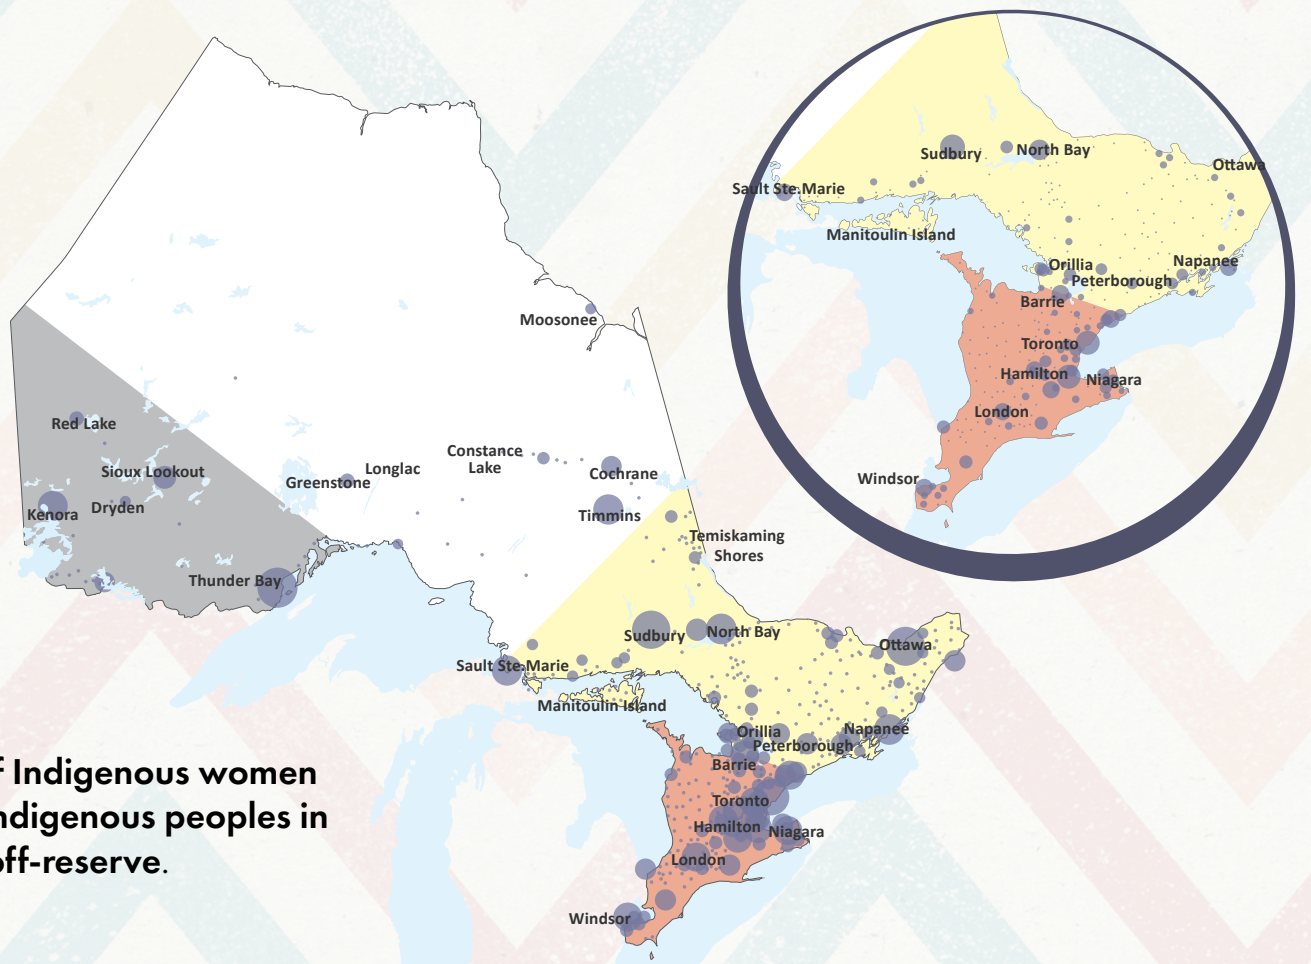 Moosonee
Red Lake
Sioux Lookout
Kenora
Dryden
Thunder Bay
Greenstone
Longlac
Constance
Lake
Cochrane
Timmins
Temiskaming
Shores
Sudbury
North Bay
Ottawa
Sault Ste.Marie
Manitoulin Island
Orillia
Napanee
Peterborough
Barrie
Toronto
Hamilton
Niagara
London
Windsor
Sudbury
North Bay
Ottawa
Sault Ste.Marie
Manitoulin Island
Orillia
Napanee
Peterborough
Barrie
Toronto
Hamilton
Niagara
London
Windsor
Indigenous women
ndigenous peoples in
off-reserve.